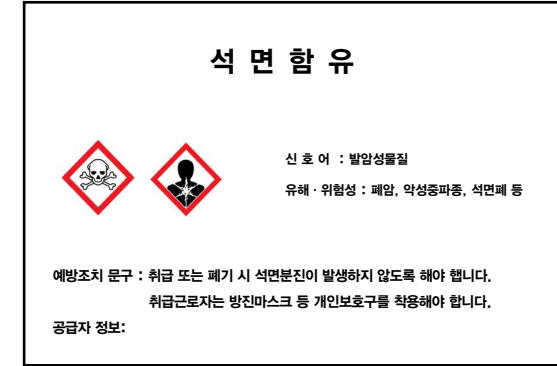 석 면 함 유
신 호 어 : 발암성물질
유해 · 위험성 : 폐암, 악성중파종, 석면폐 등
예방조치 문구 : 취급 또는 폐기 시 석면분진이 발생하지 않도록 해야 햅니다.
취급근로자는 방진마스크 등 개인보호구를 착용해야 합니다.
공급자 정보: